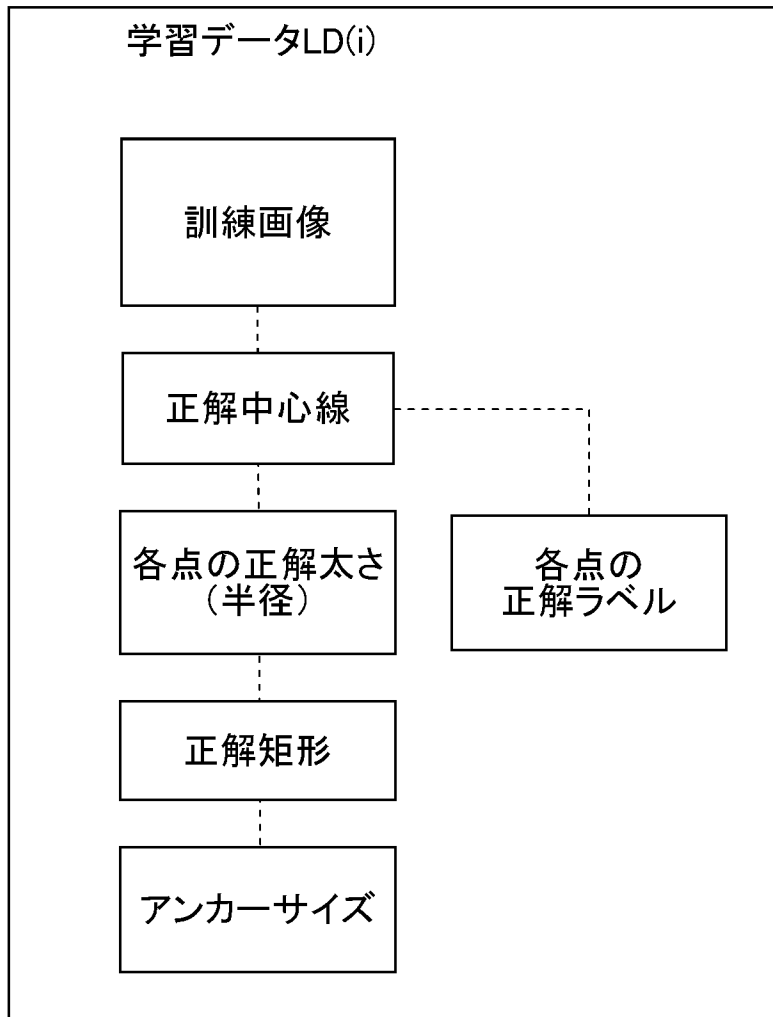 学習データLD(i)
訓練画像
正解中心線
各点の正解太さ
(半径)
各点の
正解ラベル
正解矩形
アンカーサイズ